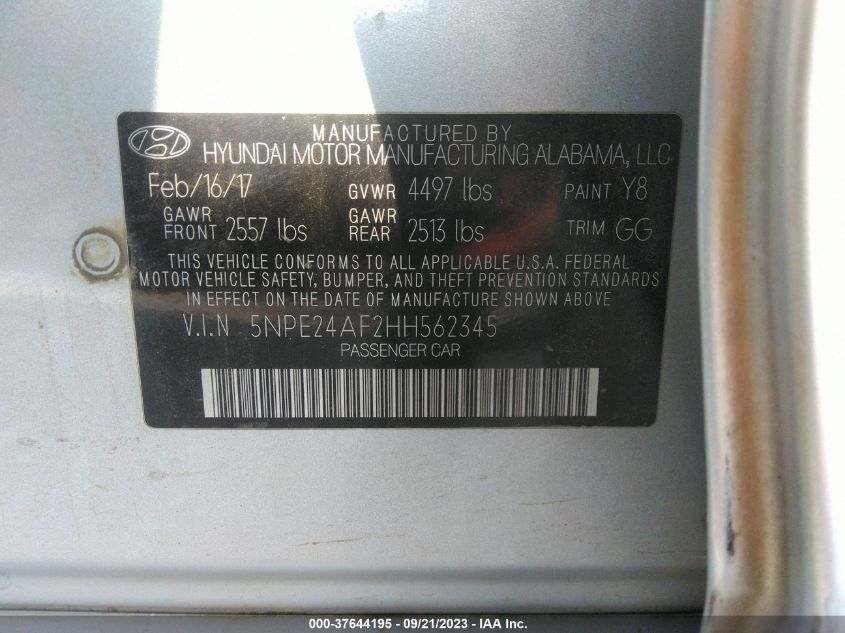 MANUFACTURED BY
HYUNDAI MOTOR MANUFACTURING ALABAMA, LLC
Feb/16/17 GVWR 4497 lbs PAINT Y8
GAWR FRONT 2557 lbs GAWR REAR 2513 lbs TRIM GG
THIS VEHICLE CONFORMS TO ALL APPLICABLE U.S.A. FEDERAL
MOTOR VEHICLE SAFETY, BUMPER, AND THEFT PREVENTION STANDARDS
IN EFFECT ON THE DATE OF MANUFACTURE SHOWN ABOVE.
V.I.N 5NPE24AF2HH562345
PASSENGER CAR
000-37644195 - 09/21/2023 - IAA Inc.